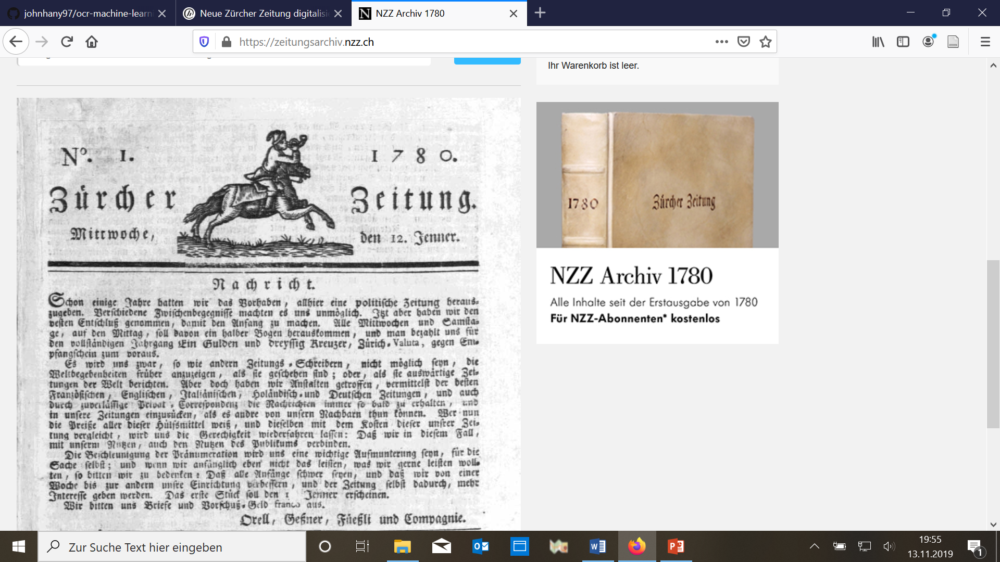 johnhany97/ocr-machine-learni
Neue Zürcher Zeitung digitalisi
NZZ Archiv 1780
https://zeitungsarchiv.nzz.ch
Ihr Warenkorb ist leer.
Nº. 1.
1780.
Zürcher Zeitung.
Mittwoche,
den 12. Jenner.
Nachricht.
Schon einige Jahre hatten wir das Vorhaben, allhier eine politische Zeitung heraus-
zugeben. Verschiedene Zwischenbegegnisse machten es uns unmöglich. Izt aber haben wir den
vesten Entschluß genommen, damit den Anfang zu machen. Alle Mittwochen und Samsta-
ge, auf den Mittag, soll davon ein halber Bogen herauskommen, und man bezahlt uns für
den vollständigen Jahrgang Ein Gulden und dreyssig Kreuzer, Zürich-Valuta, gegen Em-
pfangschein zum voraus.
Es wird uns zwar, so wie andern Zeitungs-Schreibern, nicht möglich seyn, die
Weltbegebenheiten früher anzuzeigen, als sie geschehen sind; oder, als sie auswärtige Zei-
tungen der Welt berichten. Aber doch haben wir Anstalten getroffen, vermittelst der besten
Französischen, Englischen, Italiänischen, Holändisch-und Deutschen Zeitungen, und auch
durch zuverlässige Privat-Correspondenz die Nachrichten immer so bald zu erhalten, und
in unsere Zeitungen einzurücken, als es andre von unsern Nachbarn thun können. Wer nun
die Preiße aller dieser Hülfsmittel weiß, und dieselben mit dem Kosten dieser unsrer Zei-
tung vergleicht, wird uns die Gerechigkeit wiederfahren lassen: Daß wir in diesem Fall,
mit unserm Nutzen, auch den Nutzen des Publikums verbinden.
Die Beschleunigung der Pränumeration wird uns eine wichtige Aufmunterung seyn, für die
Sache selbst; und wenn wir anfänglich eben nicht das leisten, was wir gerne leisten woll-
ten, so bitten wir zu bedenken: Daß alle Anfänge schwer seyen, und daß wir von einer
Woche bis zur andern unsre Einrichtung verbessern, und der Zeitung selbst dadurch, mehr
Interesse geben werden. Das erste Stück soll den 1 Jenner erscheinen.
Wir bitten uns Briefe und Vorschuß-Geld franco aus.
Orell, Geßner, Füeßli und Compagnie.
1780
Zürcher Zeitung
NZZ Archiv 1780
Alle Inhalte seit der Erstausgabe von 1780
Für NZZ-Abonnenten* kostenlos
Zur Suche Text hier eingeben
19:55
13.11.2019
1